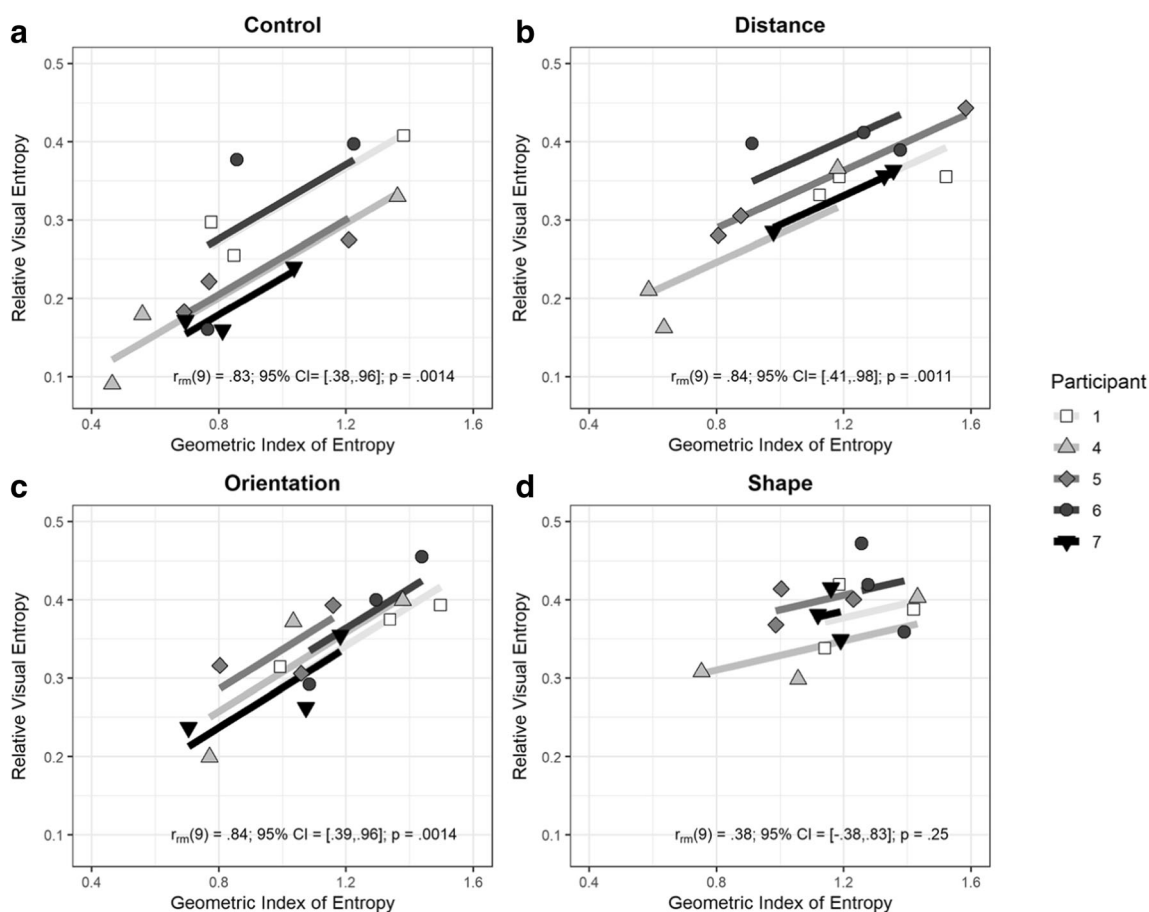 a
Control
Relative Visual Entropy
0.5
0.4
0.3
0.2
0.1
r_rm(9) = .83; 95% CI= [.38,.96]; p = .0014
0.4 0.8 1.2 1.6
Geometric Index of Entropy
b
Distance
Relative Visual Entropy
0.5
0.4
0.3
0.2
0.1
r_rm(9) = .84; 95% CI= [.41,.98]; p = .0011
0.4 0.8 1.2 1.6
Geometric Index of Entropy
c
Orientation
Relative Visual Entropy
0.5
0.4
0.3
0.2
0.1
r_rm(9) = .84; 95% CI = [.39,.96]; p = .0014
0.4 0.8 1.2 1.6
Geometric Index of Entropy
d
Shape
Relative Visual Entropy
0.5
0.4
0.3
0.2
0.1
r_rm(9) = .38; 95% CI = [-.38,.83]; p = .25
0.4 0.8 1.2 1.6
Geometric Index of Entropy
Participant
1
4
5
6
7